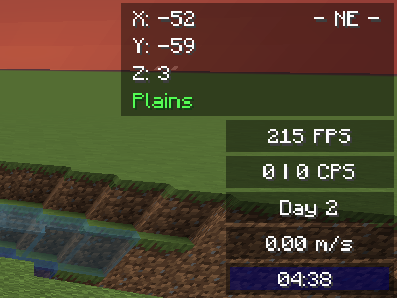 X: -52 - NE -
Y: -59
Z: 3
Plains
215 FPS
0 | 0 CPS
Day 2
0.00 m/s
04:38